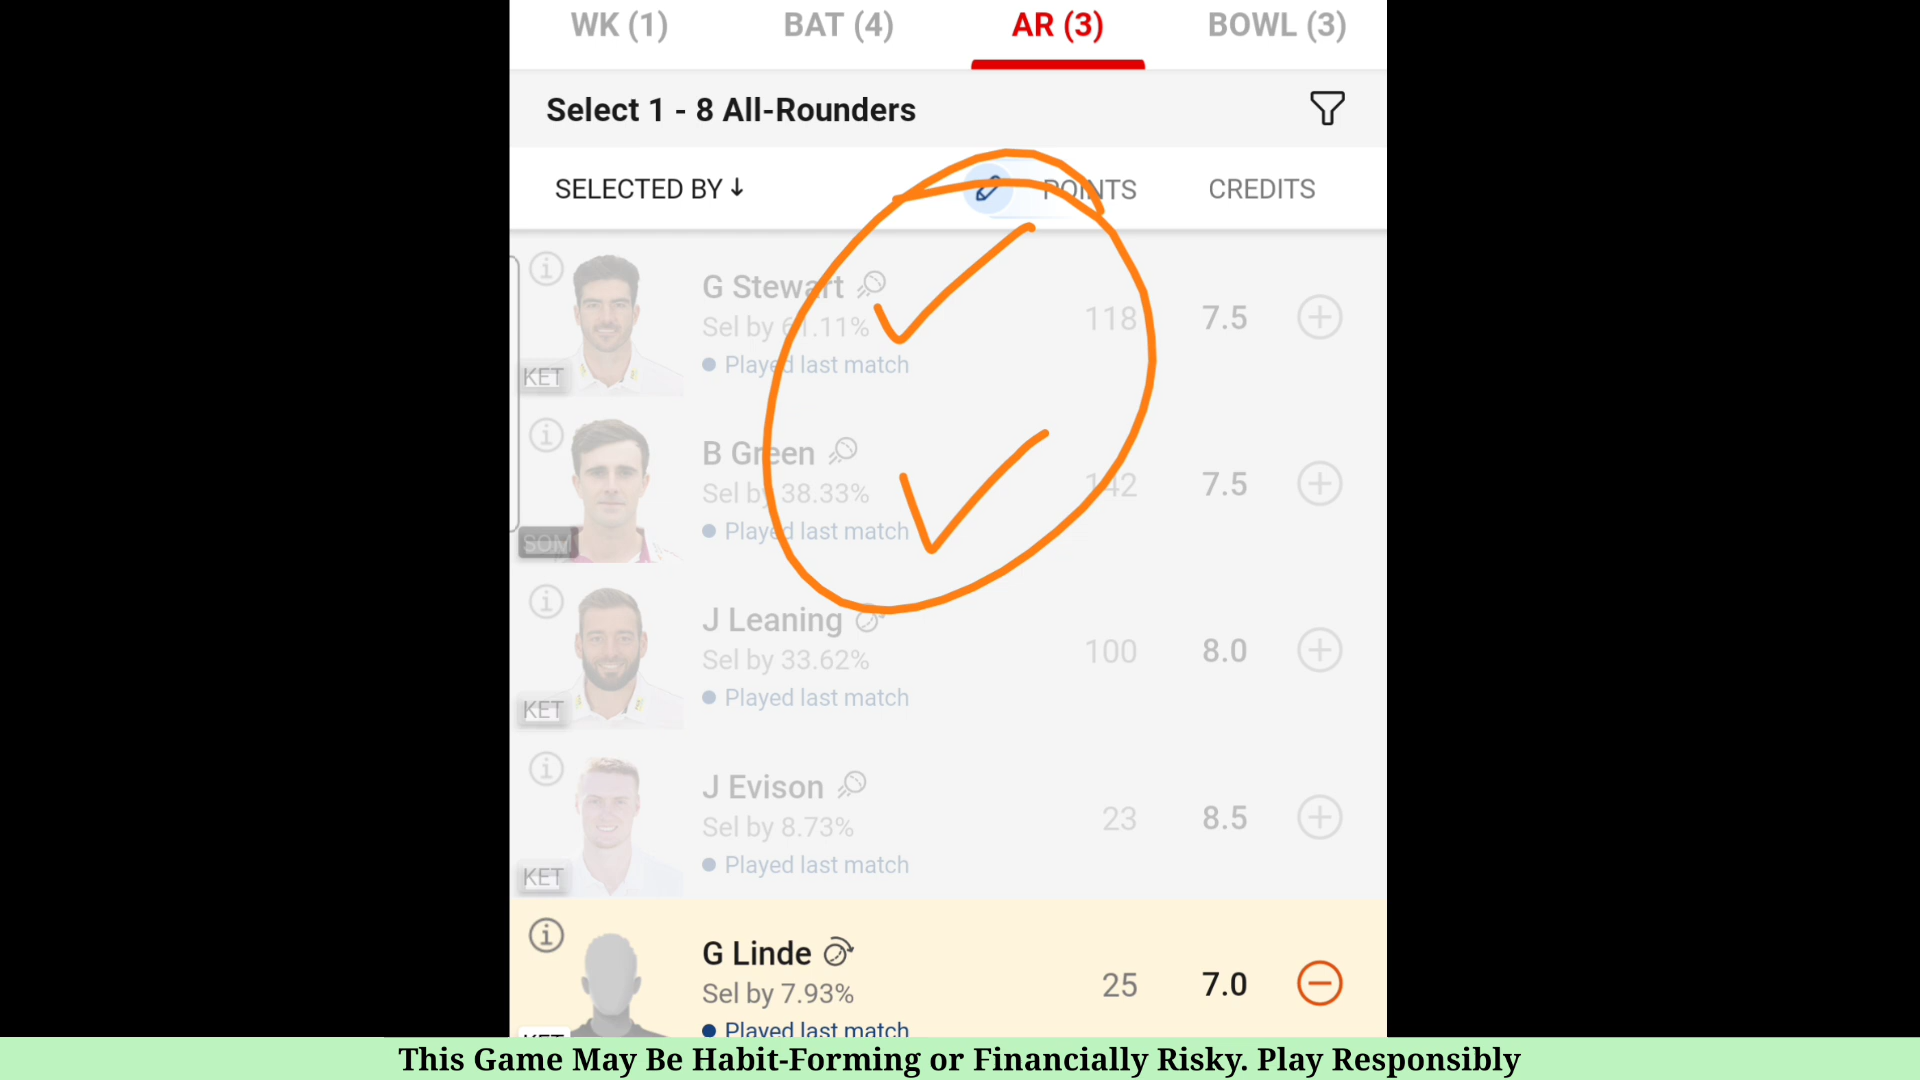 WK (1) BAT (4) AR (3) BOWL (3)
Select 1 - 8 All-Rounders
SELECTED BY ↓ POINTS CREDITS
G Stewart
Sel by 61.11% 118 7.5
Played last match
KET
B Green
Sel by 38.33% 142 7.5
Played last match
SOM
J Leaning
Sel by 33.62% 100 8.0
Played last match
KET
J Evison
Sel by 8.73% 23 8.5
Played last match
KET
G Linde
Sel by 7.93% 25 7.0
Played last match
KET
This Game May Be Habit-Forming or Financially Risky. Play Responsibly